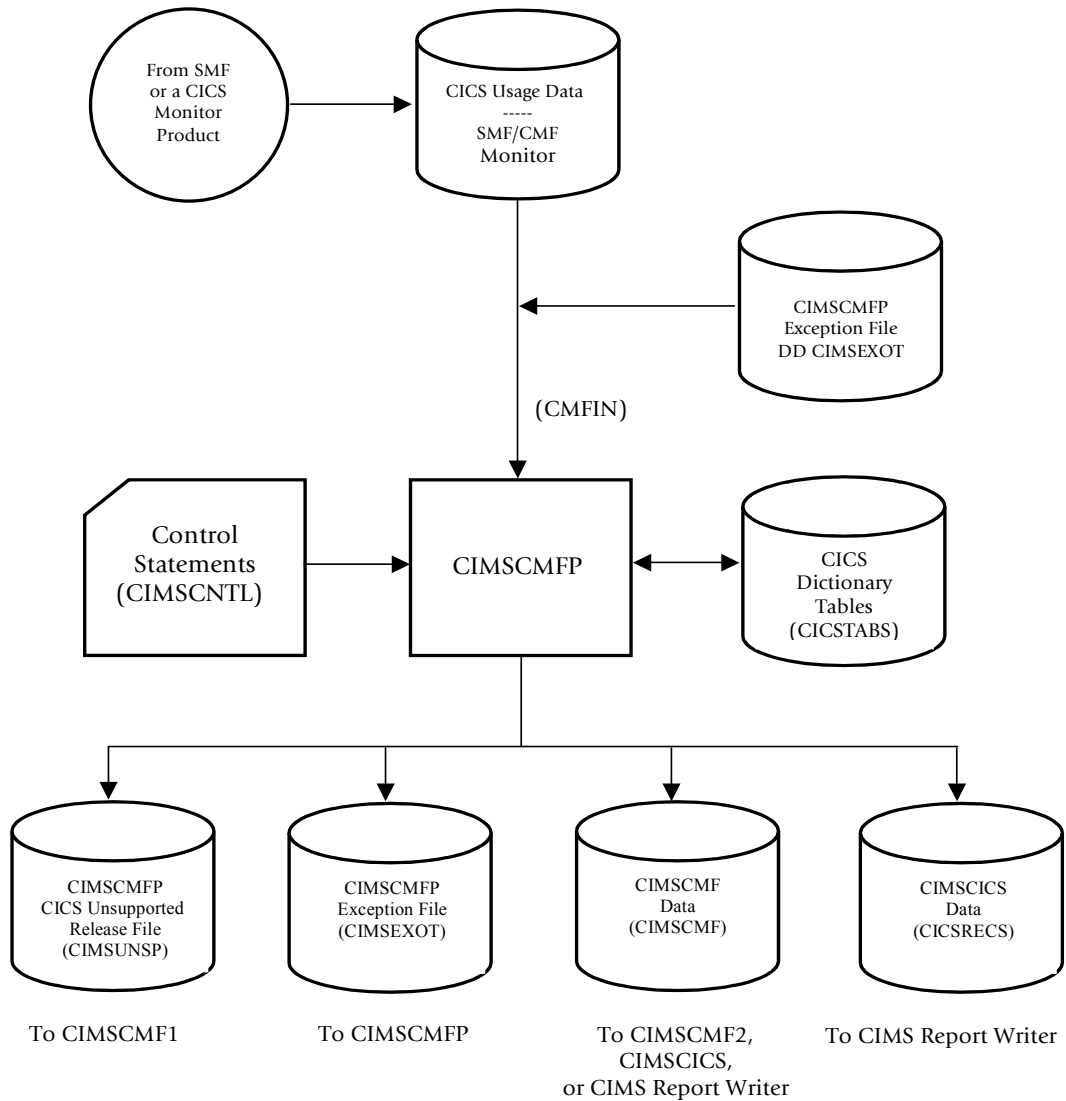 From SMF
or a CICS
Monitor
Product
CICS Usage Data
-----
SMF/CMF
Monitor
CIMSCMFP
Exception File
DD CIMSEXOT
(CMFIN)
Control
Statements
(CIMSCNTL)
CIMSCMFP
CICS
Dictionary
Tables
(CICSTABS)
CIMSCMFP
CICS Unsupported
Release File
(CIMSUNSP)
CIMSCMFP
Exception File
(CIMSEXOT)
CIMSCMF
Data
(CIMSCMF)
CIMSCICS
Data
(CICSRECS)
To CIMSCMF1
To CIMSCMFP
To CIMSCMF2,
CIMSCICS,
or CIMS Report Writer
To CIMS Report Writer